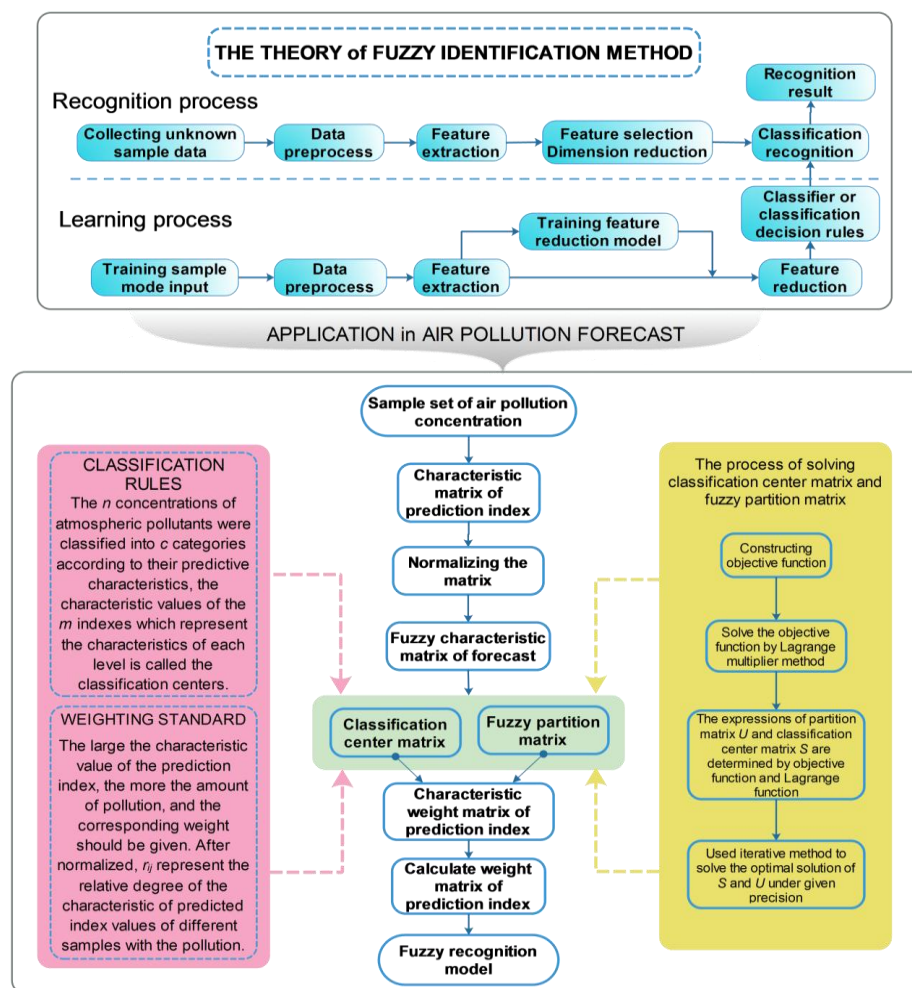 THE THEORY of FUZZY IDENTIFICATION METHOD
Recognition process
Recognition
result
Collecting unknown
sample data
Data
preprocess
Feature
extraction
Feature selection
Dimension reduction
Classification
recognition
Learning process
Classifier or
classification
decision rules
Training feature
reduction model
Training sample
mode input
Data
preprocess
Feature
extraction
Feature
reduction
APPLICATION in AIR POLLUTION FORECAST
Sample set of air pollution
concentration
Characteristic
matrix of
prediction index
Normalizing the
matrix
Fuzzy characteristic
matrix of forecast
Classification
center matrix
Fuzzy partition
matrix
Characteristic
weight matrix of
prediction index
Calculate weight
matrix of
prediction index
Fuzzy recognition
model
CLASSIFICATION
RULES
The n concentrations of
atmospheric pollutants were
classified into c categories
according to their predictive
characteristics, the
characteristic values of the
m indexes which represent
the characteristics of each
level is called the
classification centers.
WEIGHTING STANDARD
The large the characteristic
value of the prediction
index, the more the amount
of pollution, and the
corresponding weight
should be given. After
normalized, rij represent the
relative degree of the
characteristic of predicted
index values of different
samples with the pollution.
The process of solving
classification center matrix and
fuzzy partition matrix
Constructing
objective function
Solve the objective
function by Lagrange
multiplier method
The expressions of partition
matrix U and classification
center matrix S are
determined by objective
function and Lagrange
function
Used iterative method to
solve the optimal solution of
S and U under given
precision